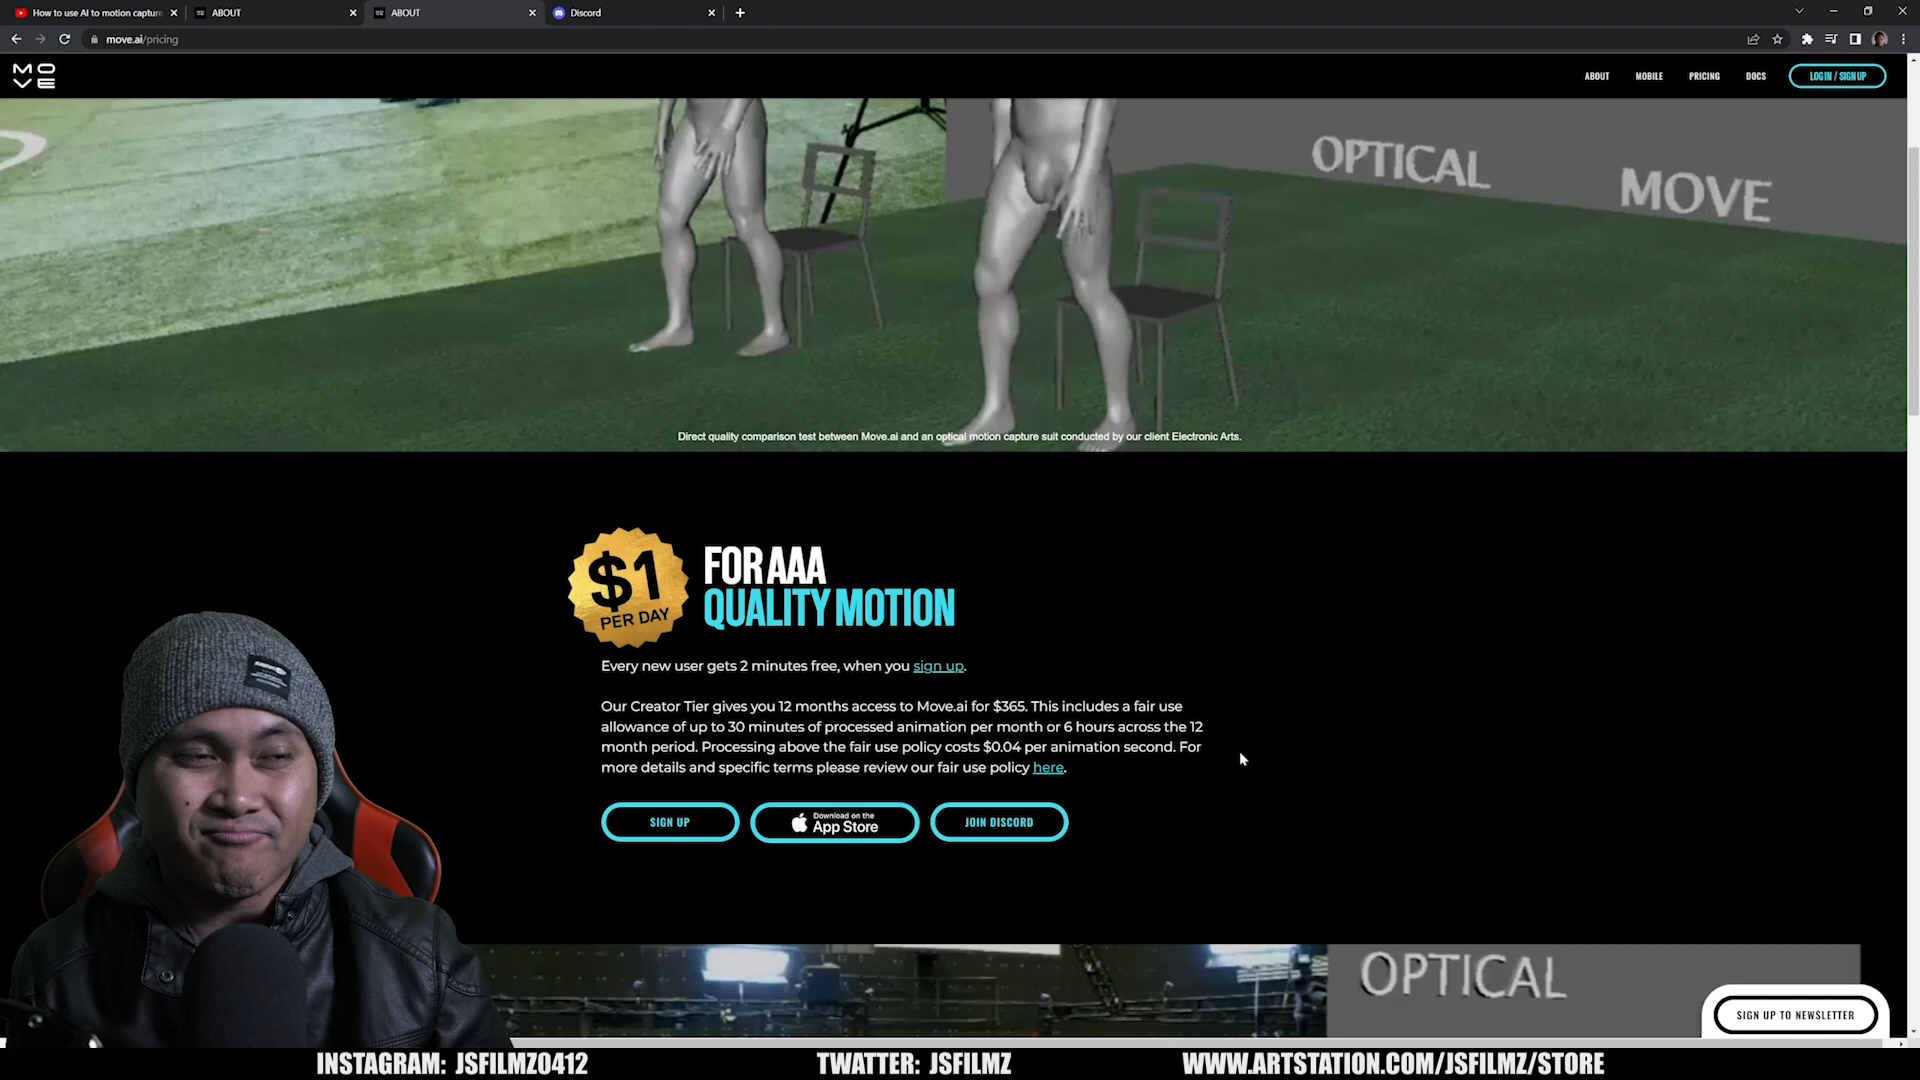 How to use AI to motion capture
ABOUT
ABOUT
Discord
move.ai/pricing
MOVE
ABOUT
MOBILE
PRICING
DOCS
LOGIN / SIGNUP
OPTICAL
MOVE
Direct quality comparison test between Move.ai and an optical motion capture suit conducted by our client Electronic Arts.
$1
PER DAY
FOR AAA
QUALITY MOTION
Every new user gets 2 minutes free, when you sign up.
Our Creator Tier gives you 12 months access to Move.ai for $365. This includes a fair use
allowance of up to 30 minutes of processed animation per month or 6 hours across the 12
month period. Processing above the fair use policy costs $0.04 per animation second. For
more details and specific terms please review our fair use policy here.
SIGN UP
Download on the
App Store
JOIN DISCORD
OPTICAL
SIGN UP TO NEWSLETTER
INSTAGRAM: JSFILMZ0412
TWATTER: JSFILMZ
WWW.ARTSTATION.COM/JSFILMZ/STORE